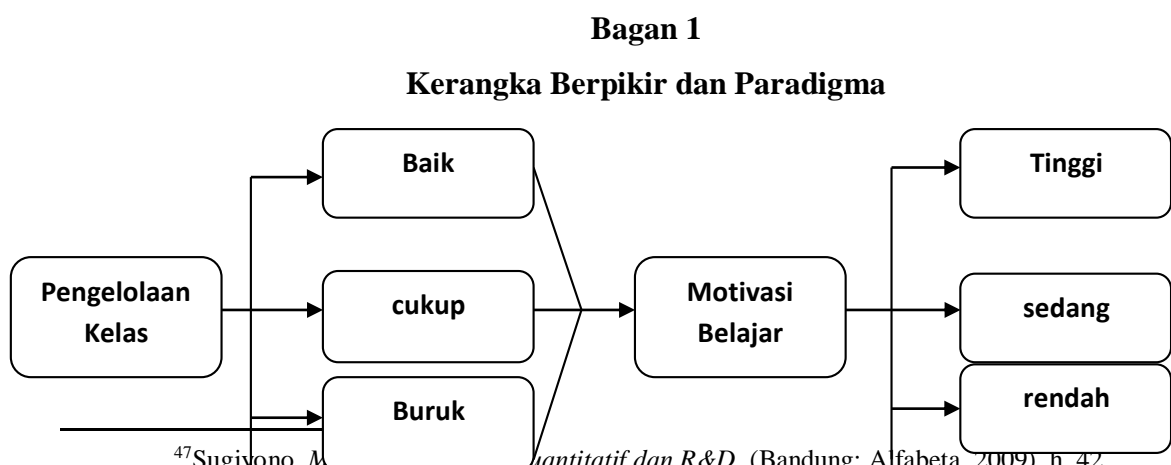 Bagan 1
Kerangka Berpikir dan Paradigma
Baik
Tinggi
Pengelolaan
Kelas
cukup
Motivasi
Belajar
sedang
Buruk
rendah
47Sugiyono, dan R&D, (Bandung: Alfabeta, 2009), h. 42